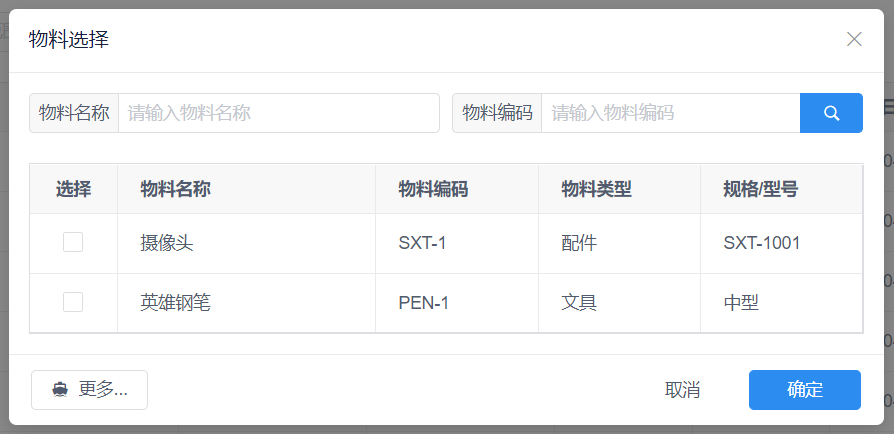 物料选择
物料名称 请输入物料名称 物料编码 请输入物料编码
选择 物料名称 物料编码 物料类型 规格/型号
摄像头 SXT-1 配件 SXT-1001
英雄钢笔 PEN-1 文具 中型
更多... 取消 确定